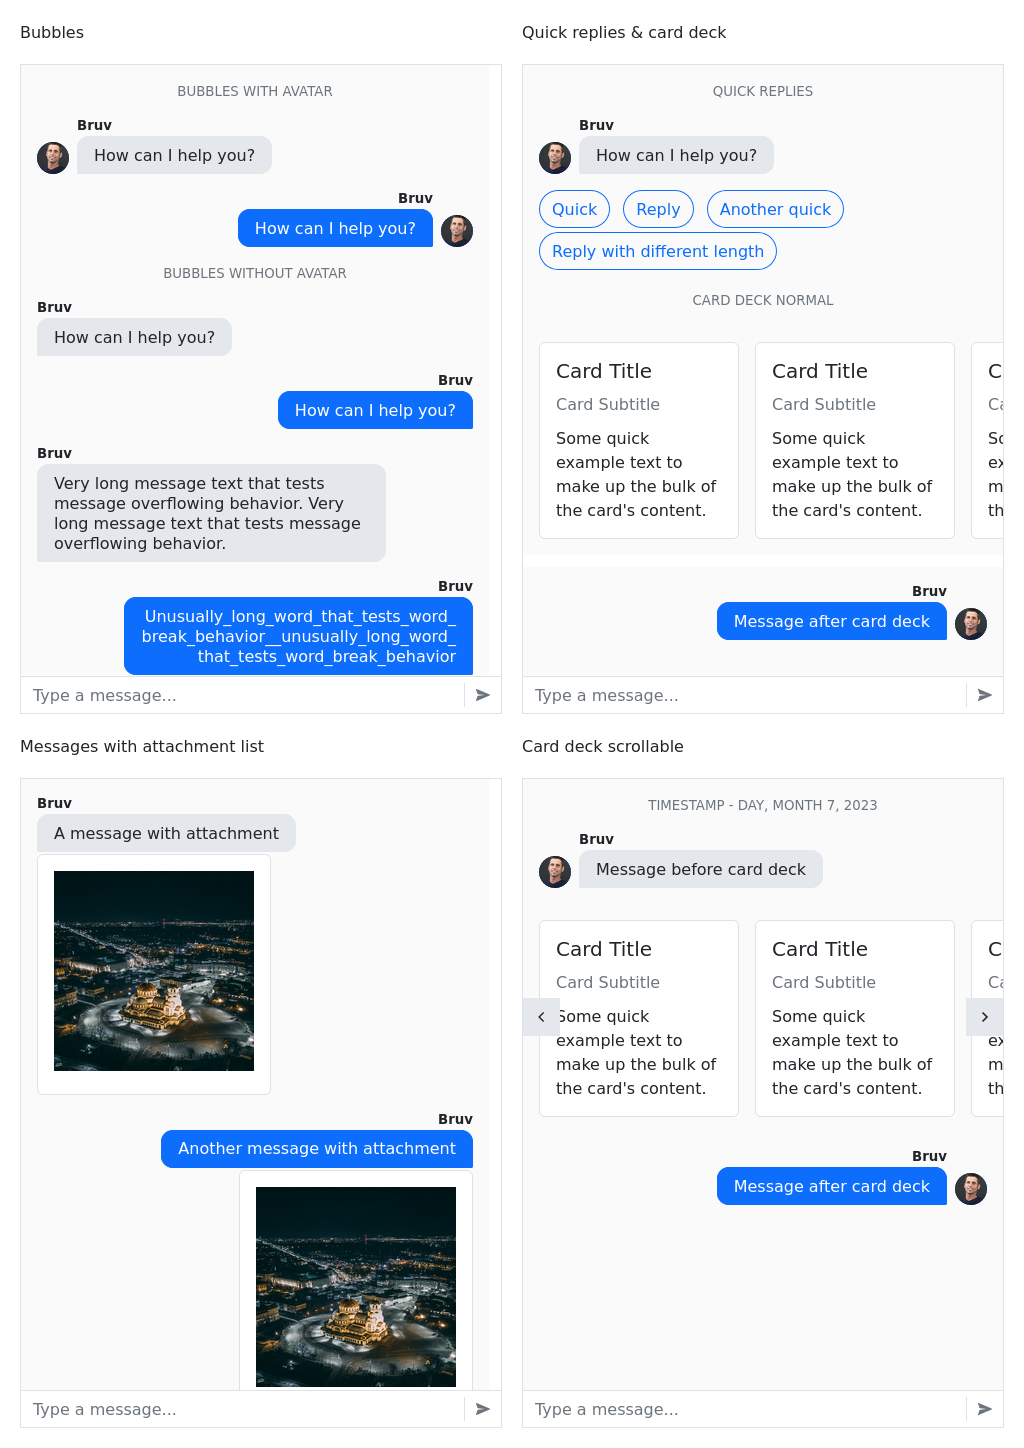 Bubbles
BUBBLES WITH AVATAR
Bruv
How can I help you?
Bruv
How can I help you?
BUBBLES WITHOUT AVATAR
Bruv
How can I help you?
Bruv
How can I help you?
Bruv
Very long message text that tests
message overflowing behavior. Very
long message text that tests message
overflowing behavior.
Bruv
Unusually_long_word_that_tests_word_
break_behavior__unusually_long_word_
that_tests_word_break_behavior
Type a message...
Quick replies & card deck
QUICK REPLIES
Bruv
How can I help you?
Quick
Reply
Another quick
Reply with different length
CARD DECK NORMAL
Card Title
Card Subtitle
Some quick
example text to
make up the bulk of
the card's content.
Card Title
Card Subtitle
Some quick
example text to
make up the bulk of
the card's content.
C
Ca
So
ex
m
th
Bruv
Message after card deck
Type a message...
Messages with attachment list
Bruv
A message with attachment
Bruv
Another message with attachment
Type a message...
Card deck scrollable
TIMESTAMP - DAY, MONTH 7, 2023
Bruv
Message before card deck
Card Title
Card Subtitle
Some quick
example text to
make up the bulk of
the card's content.
Card Title
Card Subtitle
Some quick
example text to
make up the bulk of
the card's content.
C
Ca
ex
m
th
Bruv
Message after card deck
Type a message...